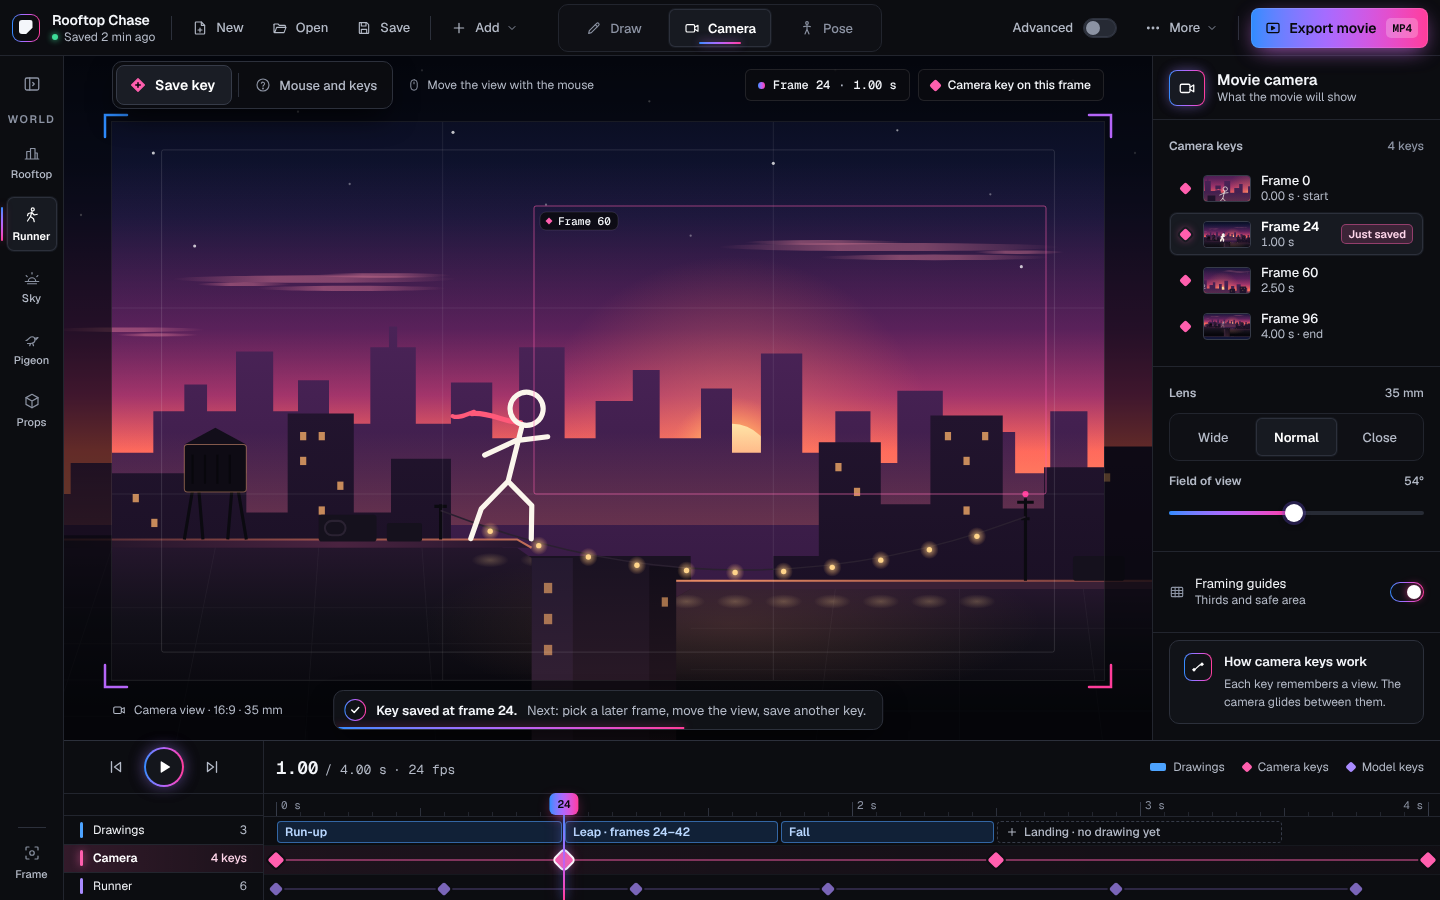 Rooftop Chase
Saved 2 min ago
New
Open
Save
Add
Draw
Camera
Pose
Advanced
More
Export movie MP4
WORLD
Rooftop
Runner
Sky
Pigeon
Props
Frame
Save key
Mouse and keys
Move the view with the mouse
Frame 24 · 1.00 s
Camera key on this frame
Frame 60
Camera view · 16:9 · 35 mm
Key saved at frame 24. Next: pick a later frame, move the view, save another key.
Movie camera
What the movie will show
Camera keys
4 keys
Frame 0
0.00 s · start
Frame 24
1.00 s
Just saved
Frame 60
2.50 s
Frame 96
4.00 s · end
Lens
35 mm
Wide
Normal
Close
Field of view
54°
Framing guides
Thirds and safe area
How camera keys work
Each key remembers a view. The
camera glides between them.
1.00 / 4.00 s · 24 fps
Drawings
Camera keys
Model keys
0 s
24
2 s
3 s
4 s
Drawings 3
Run-up
Leap · frames 24–42
Fall
Landing · no drawing yet
Camera 4 keys
Runner 6